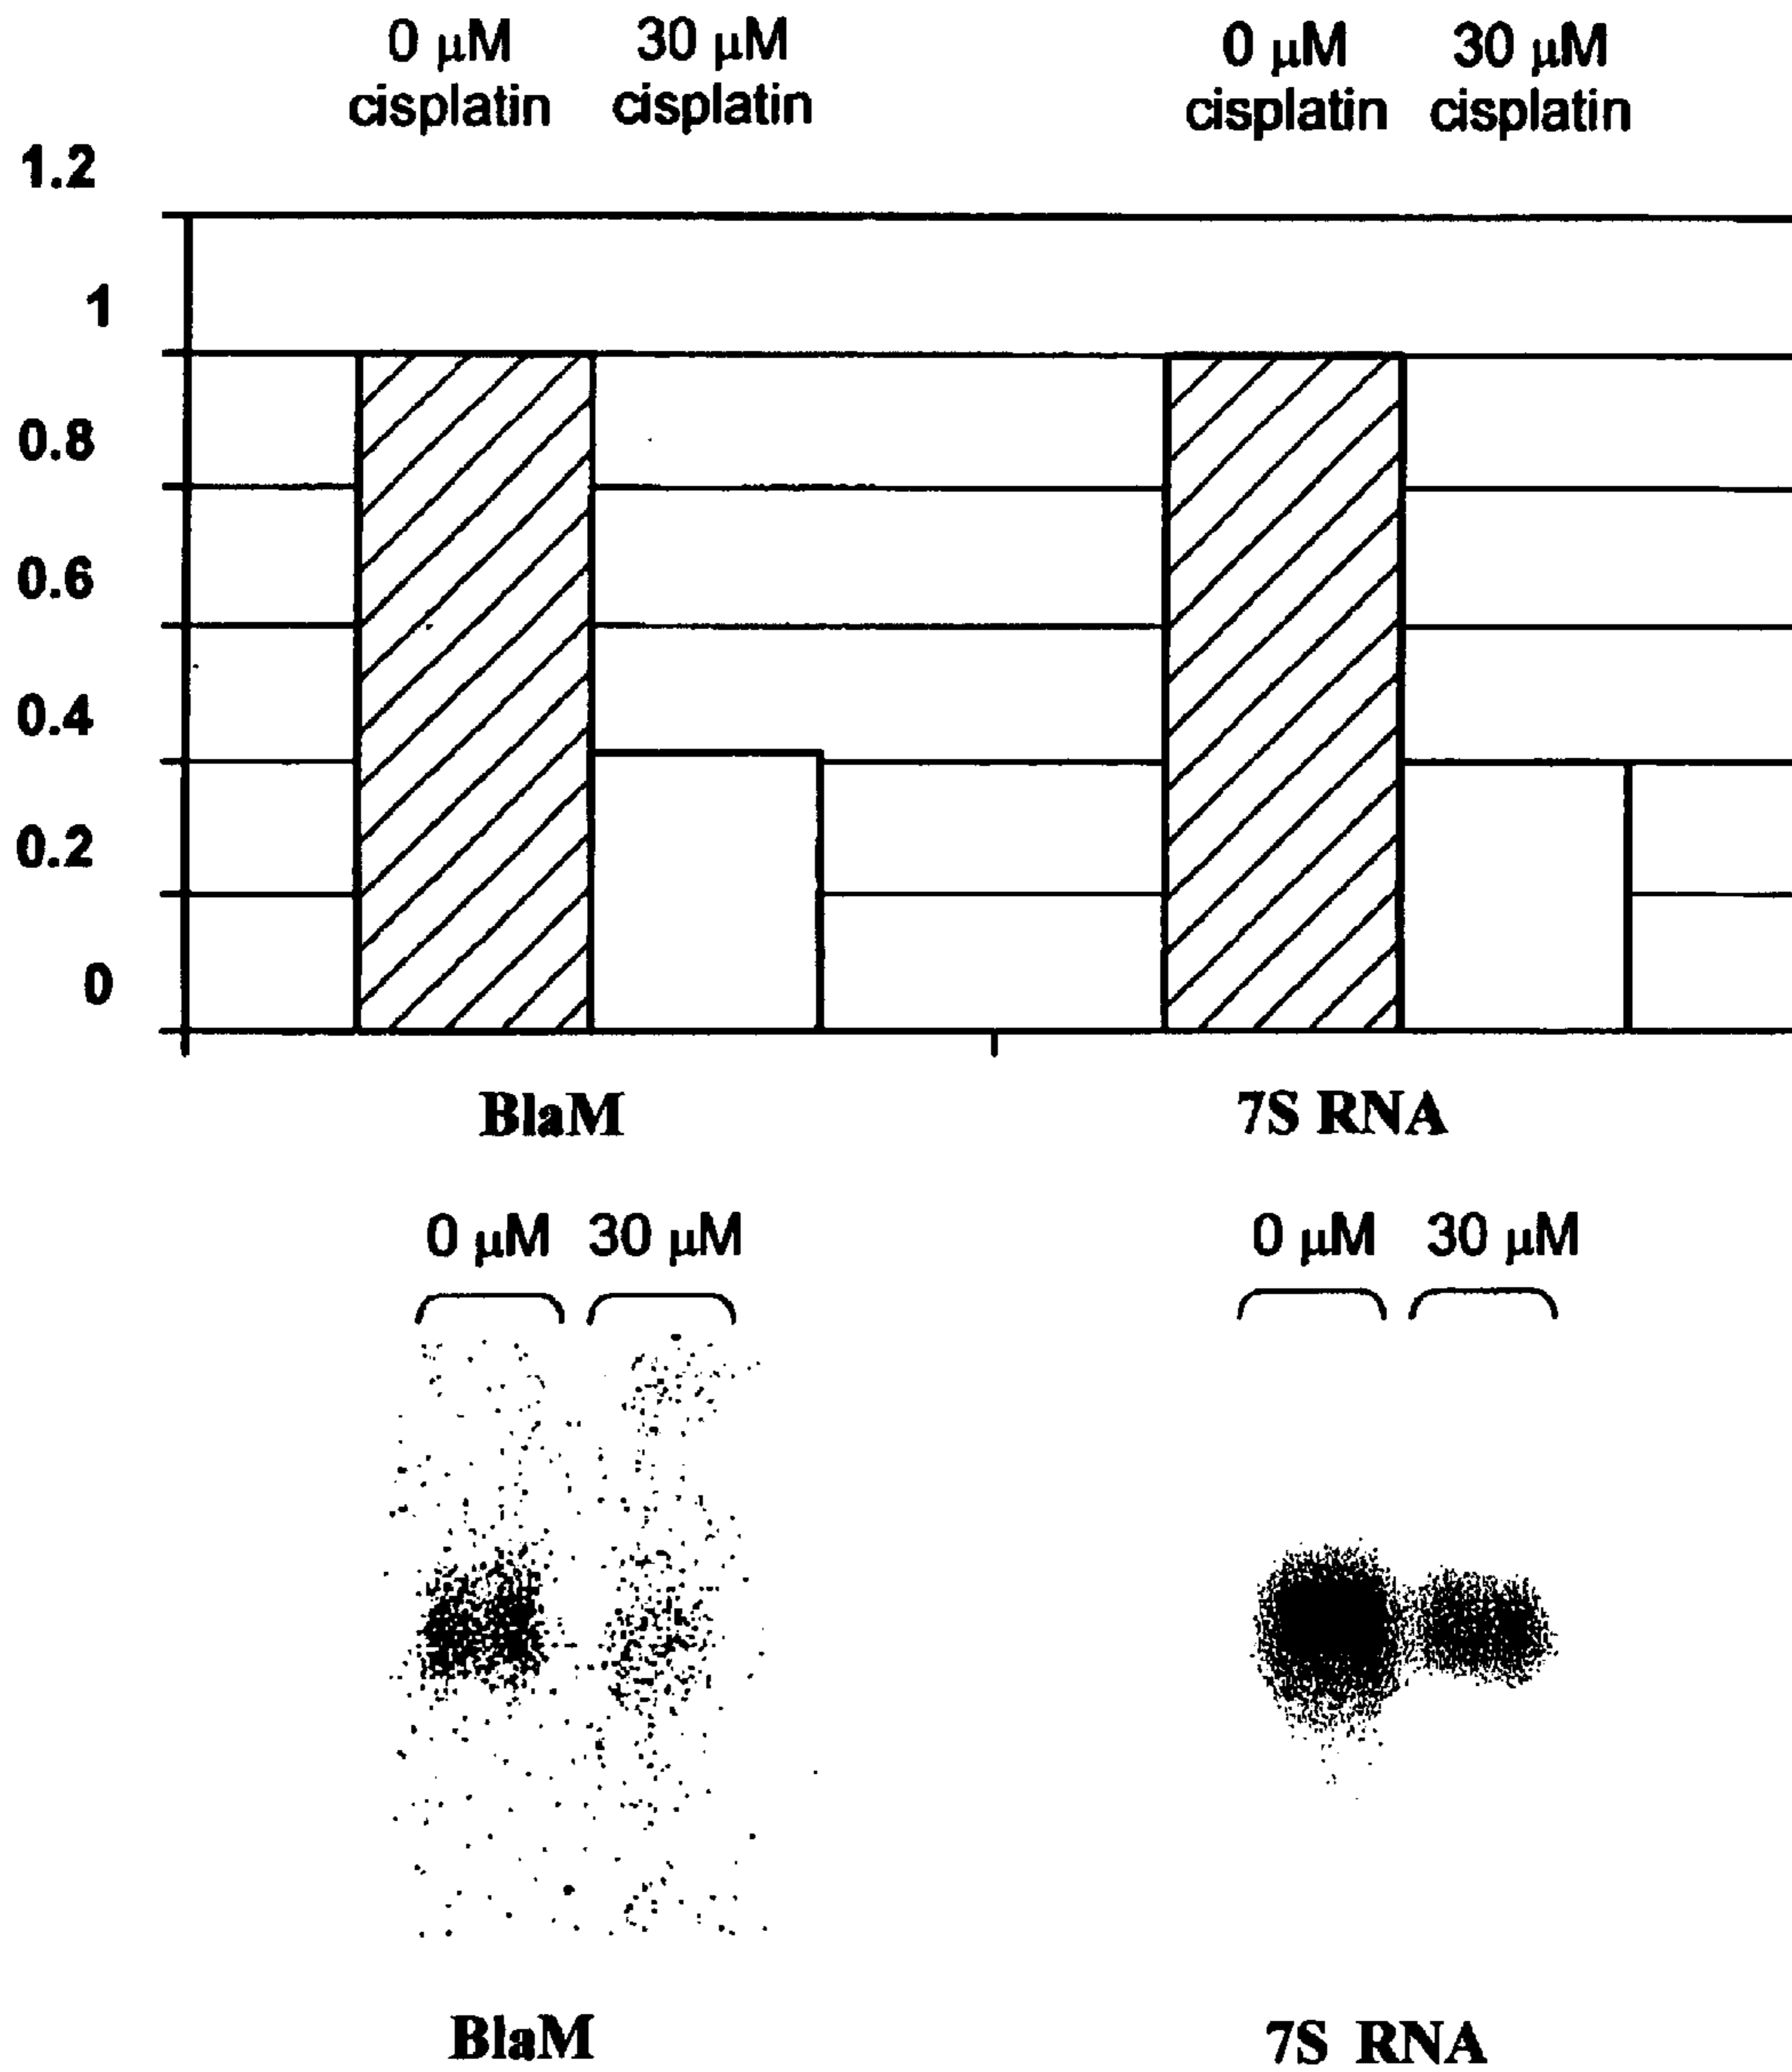 0 μM 30 μM 0 μM 30 μM
cisplatin cisplatin cisplatin cisplatin
1.2
1
0.8
0.6
0.4
0.2
0
BlaM 7S RNA
0 μM 30 μM 0 μM 30 μM
BlaM 7S RNA